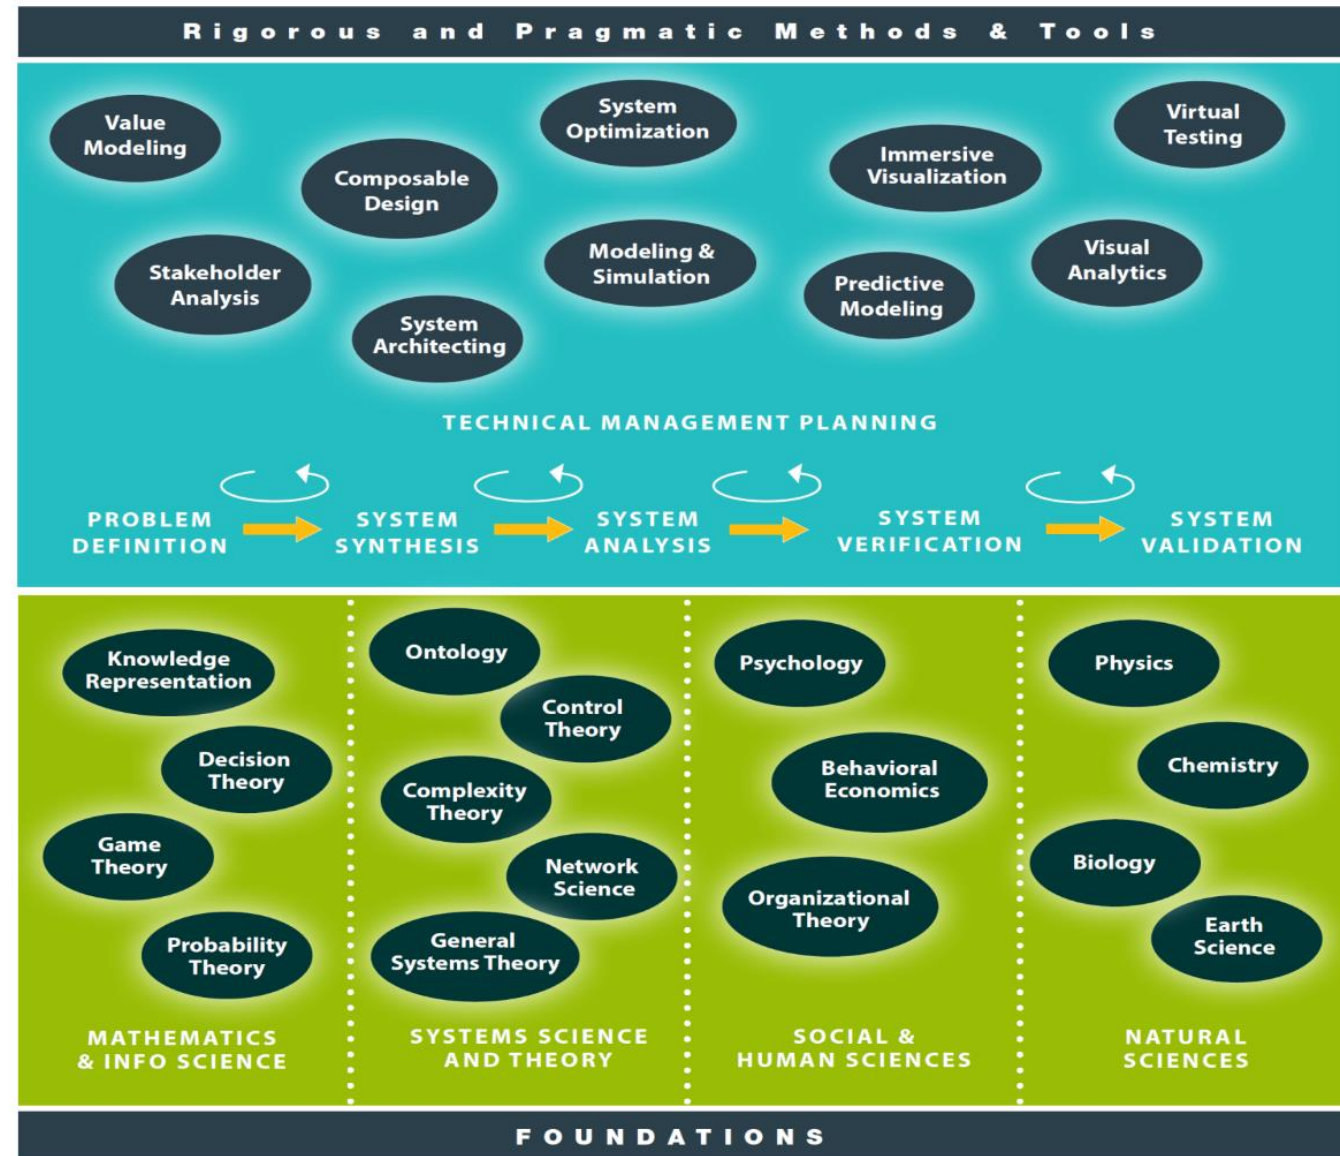 Rigorous and Pragmatic Methods & Tools
Value
Modeling
Stakeholder
Analysis
Composable
Design
System
Architecting
System
Optimization
Modeling &
Simulation
Immersive
Visualization
Predictive
Modeling
Virtual
Testing
Visual
Analytics
TECHNICAL MANAGEMENT PLANNING
PROBLEM
DEFINITION
SYSTEM
SYNTHESIS
SYSTEM
ANALYSIS
SYSTEM
VERIFICATION
SYSTEM
VALIDATION
Knowledge
Representation
Decision
Theory
Game
Theory
Probability
Theory
MATHEMATICS
& INFO SCIENCE
Ontology
Control
Theory
Complexity
Theory
Network
Science
General
Systems Theory
SYSTEMS SCIENCE
AND THEORY
Psychology
Behavioral
Economics
Organizational
Theory
SOCIAL &
HUMAN SCIENCES
Physics
Chemistry
Biology
Earth
Science
NATURAL
SCIENCES
FOUNDATIONS